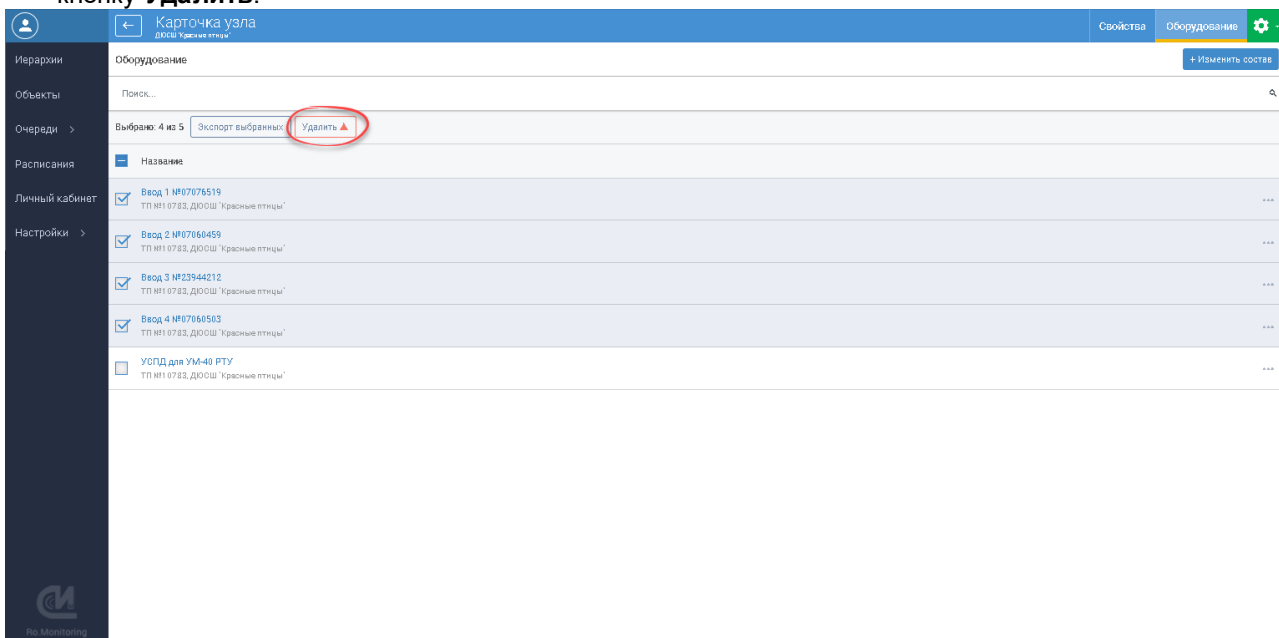 кнопку Удалить.
Карточка узла
ДЮСШ "Красные птицы"
Свойства
Оборудование
Иерархии
Объекты
Очереди >
Расписания
Личный кабинет
Настройки >
Оборудование
+ Изменить состав
Поиск...
Выбрано: 4 из 5
Экспорт выбранных
Удалить
Название
Ввод 1 №07076519
ТП №10783, ДЮСШ "Красные птицы"
Ввод 2 №07060459
ТП №10783, ДЮСШ "Красные птицы"
Ввод 3 №23944212
ТП №10783, ДЮСШ "Красные птицы"
Ввод 4 №07060503
ТП №10783, ДЮСШ "Красные птицы"
УСПД для УМ-40 РТУ
ТП №10783, ДЮСШ "Красные птицы"
Ro.Monitoring